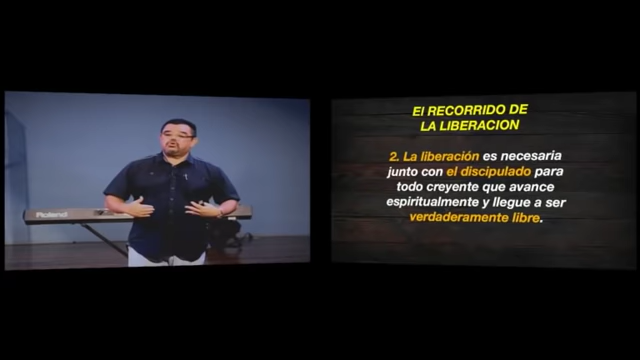 Roland
El RECORRIDO DE
LA LIBERACION
2. La liberación es necesaria
junto con el discipulado para
todo creyente que avance
espiritualmente y llegue a ser
verdaderamente libre.